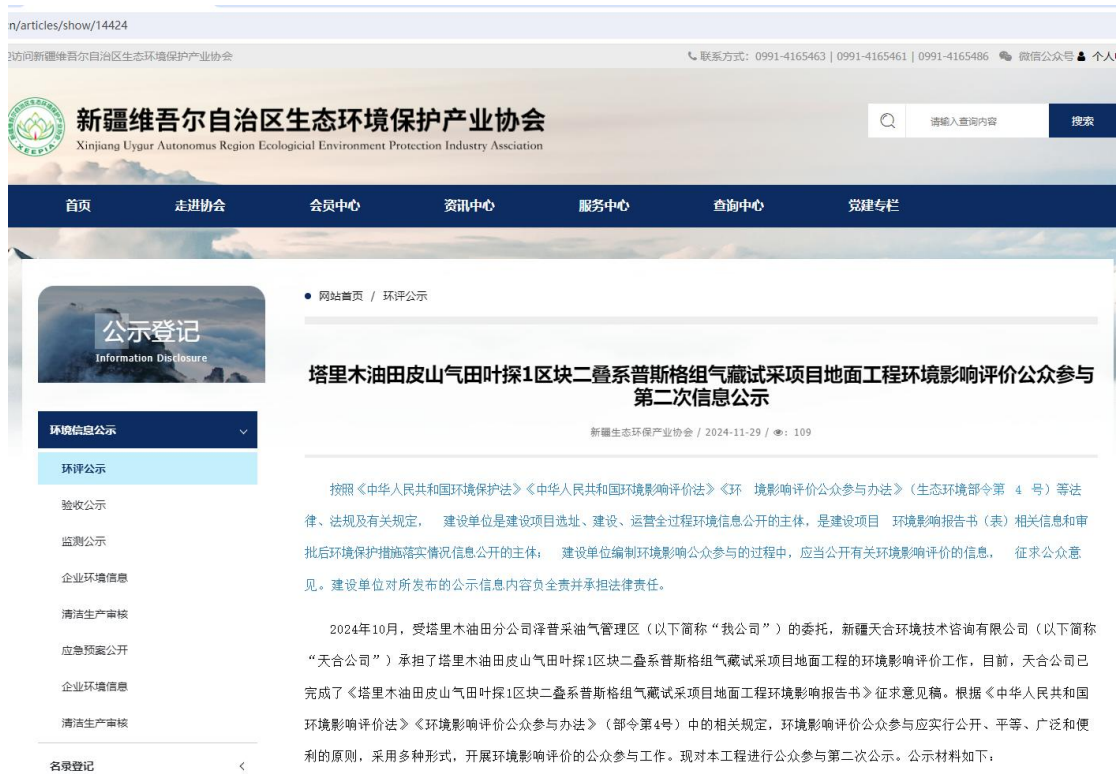 cn/articles/show/14424
迎访问新疆维吾尔自治区生态环境保护产业协会
联系方式：0991-4165463 | 0991-4165461 | 0991-4165486 微信公众号 个人
新疆维吾尔自治区生态环境保护产业协会
Xinjiang Uygur Autonomus Region Ecologicial Environment Protection Industry Assciation
请输入查询内容
搜索
首页 走进协会 会员中心 资讯中心 服务中心 查询中心 党建专栏
公示登记
Information Disclosure
环境信息公示
环评公示
验收公示
监测公示
企业环境信息
清洁生产审核
应急预案公开
企业环境信息
清洁生产审核
名录登记
网站首页 / 环评公示
塔里木油田皮山气田叶探1区块二叠系普斯格组气藏试采项目地面工程环境影响评价公众参与
第二次信息公示
新疆生态环保产业协会 / 2024-11-29 / : 109
按照《中华人民共和国环境保护法》《中华人民共和国环境影响评价法》《环 境影响评价公众参与办法》（生态环境部令第 4 号）等法
律、法规及有关规定， 建设单位是建设项目选址、建设、运营全过程环境信息公开的主体，是建设项目 环境影响报告书（表）相关信息和审
批后环境保护措施落实情况信息公开的主体； 建设单位编制环境影响公众参与的过程中，应当公开有关环境影响评价的信息， 征求公众意
见。建设单位对所发布的公示信息内容负全责并承担法律责任。
2024年10月，受塔里木油田分公司泽普采油气管理区（以下简称“我公司”）的委托，新疆天合环境技术咨询有限公司（以下简称
“天合公司”）承担了塔里木油田皮山气田叶探1区块二叠系普斯格组气藏试采项目地面工程的环境影响评价工作，目前，天合公司已
完成了《塔里木油田皮山气田叶探1区块二叠系普斯格组气藏试采项目地面工程环境影响报告书》征求意见稿。根据《中华人民共和国
环境影响评价法》《环境影响评价公众参与办法》（部令第4号）中的相关规定，环境影响评价公众参与应实行公开、平等、广泛和便
利的原则，采用多种形式，开展环境影响评价的公众参与工作。现对本工程进行公众参与第二次公示。公示材料如下：